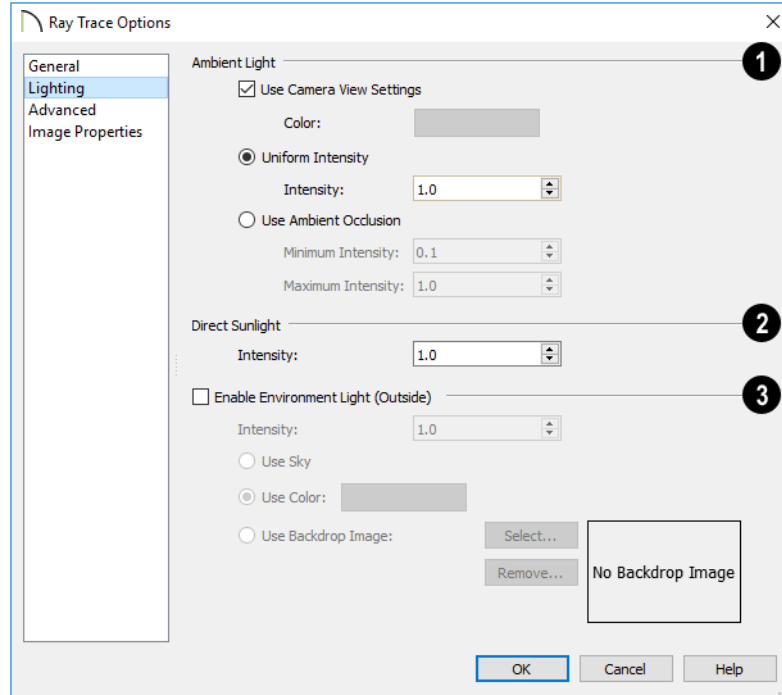 Ray Trace Options
General
Lighting
Advanced
Image Properties
Ambient Light 1
Use Camera View Settings
Color:
Uniform Intensity
Intensity: 1.0
Use Ambient Occlusion
Minimum Intensity: 0.1
Maximum Intensity: 1.0
Direct Sunlight 2
Intensity: 1.0
Enable Environment Light (Outside) 3
Intensity: 1.0
Use Sky
Use Color:
Use Backdrop Image: Select...
Remove... No Backdrop Image
OK Cancel Help